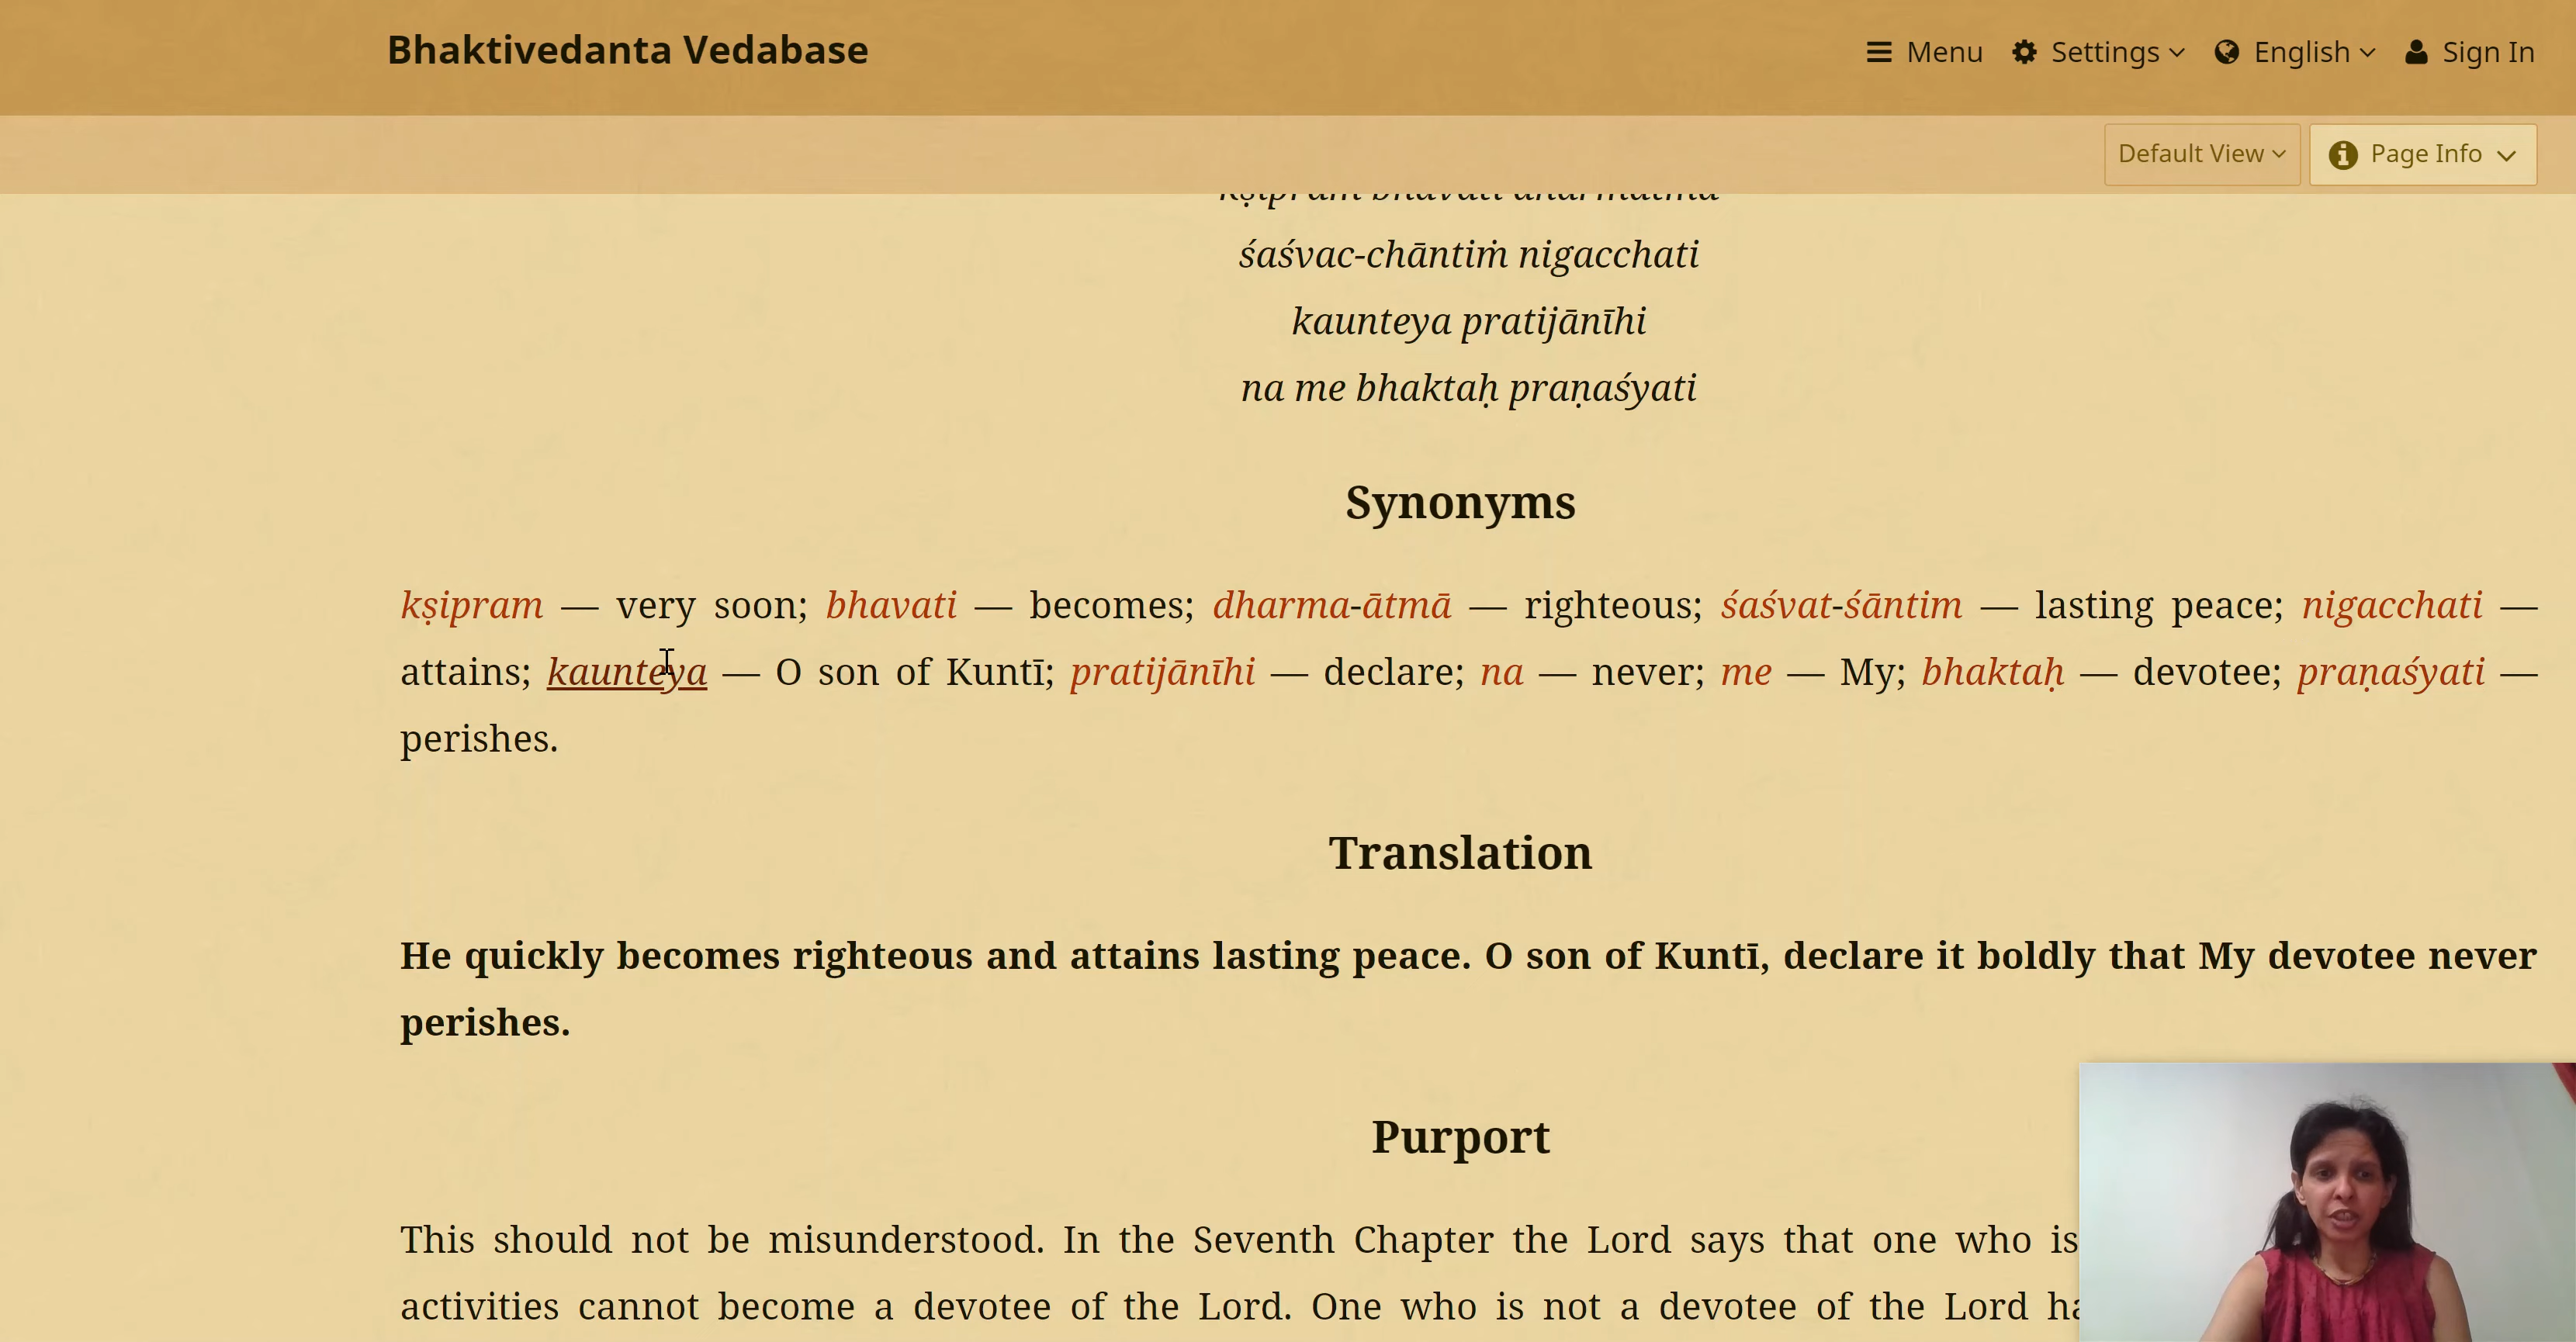 Bhaktivedanta Vedabase
Menu Settings English Sign In
Default View Page Info
kṣipraṁ bhavati dharmātmā
śaśvac-chāntiṁ nigacchati
kaunteya pratijānīhi
na me bhaktaḥ praṇaśyati
Synonyms
kṣipram — very soon; bhavati — becomes; dharma-ātmā — righteous; śaśvat-śāntim — lasting peace; nigacchati —
attains; kaunteya — O son of Kuntī; pratijānīhi — declare; na — never; me — My; bhaktaḥ — devotee; praṇaśyati —
perishes.
Translation
He quickly becomes righteous and attains lasting peace. O son of Kuntī, declare it boldly that My devotee never
perishes.
Purport
This should not be misunderstood. In the Seventh Chapter the Lord says that one who is
activities cannot become a devotee of the Lord. One who is not a devotee of the Lord